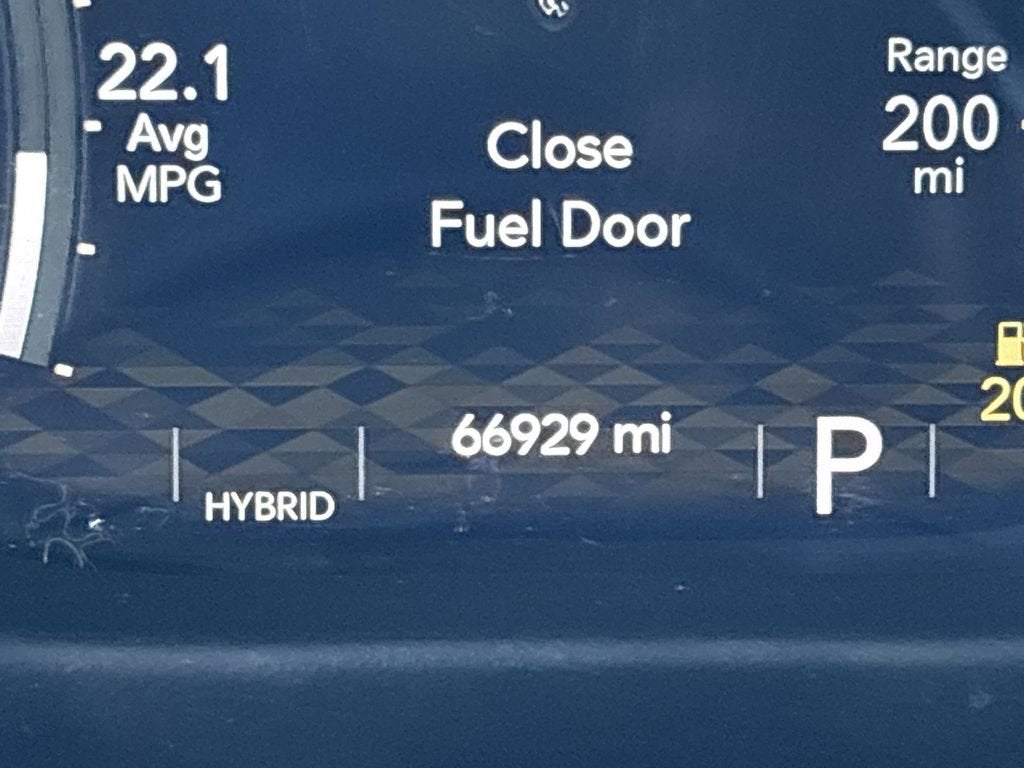 22.1
Avg
MPG
Close
Fuel Door
Range
200
mi
66929 mi
HYBRID
P